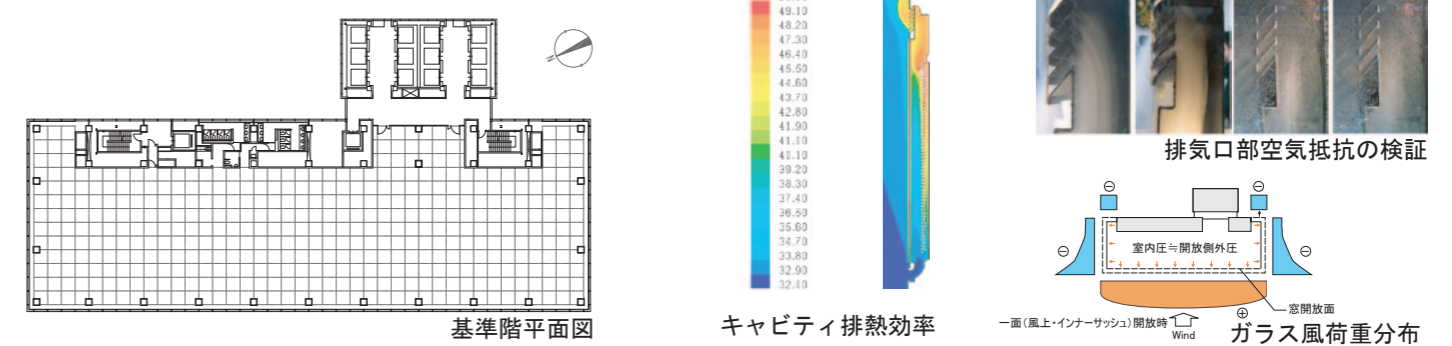 N
基準階平面図
49.10
48.20
47.30
46.40
45.50
44.60
43.70
42.80
41.90
41.00
40.10
39.20
38.30
37.40
36.50
35.60
34.70
33.80
32.90
32.00
キャビティ排熱効率
排気口部空気抵抗の検証
⊖ ⊖
室内圧≒開放側外圧
⊖ ⊖
窓開放面
⊕
一面(風上・インナーサッシュ)開放時
Wind
ガラス風荷重分布